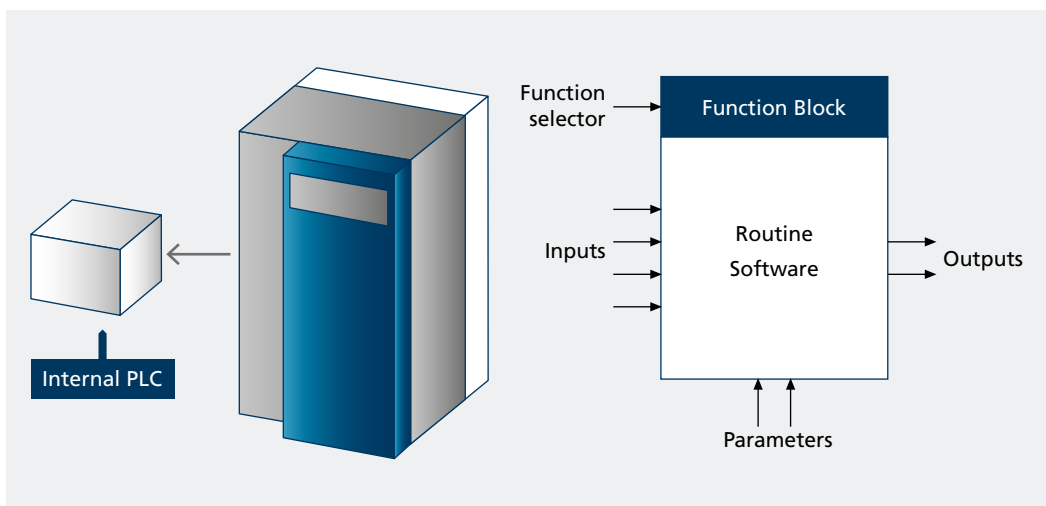 Function
selector
Function Block
Inputs
Routine
Software
Outputs
Internal PLC
Parameters